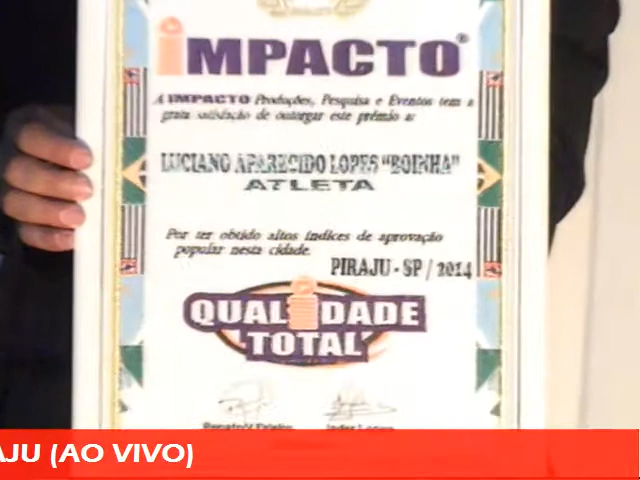 iMPACTO®
A IMPACTO Produções, Pesquisa e Eventos tem a
grata satisfação de outorgar este prêmio a:
LUCIANO APARECIDO LOPES "BOINHA"
ATLETA
Por ter obtido altos índices de aprovação
popular nesta cidade.
PIRAJU - SP / 2014
QUALiDADE
TOTAL
AJU (AO VIVO)